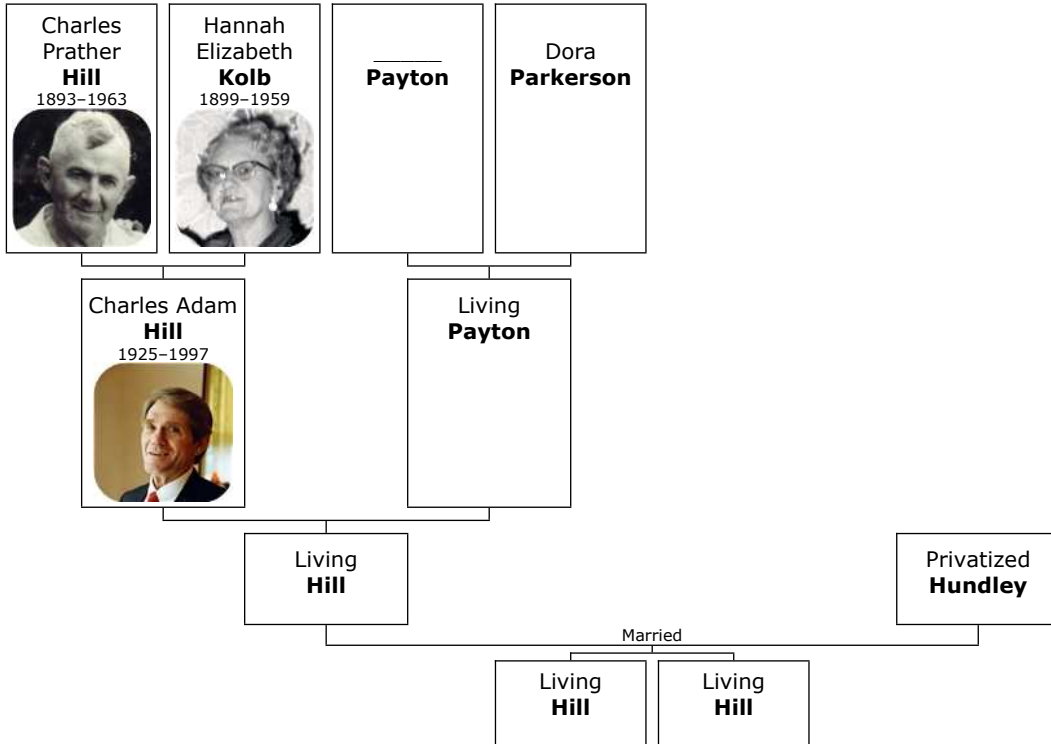 Charles
Prather
Hill
1893–1963
Hannah
Elizabeth
Kolb
1899–1959
______
Payton
Dora
Parkerson
Charles Adam
Hill
1925–1997
Living
Payton
Living
Hill
Privatized
Hundley
Married
Living
Hill
Living
Hill